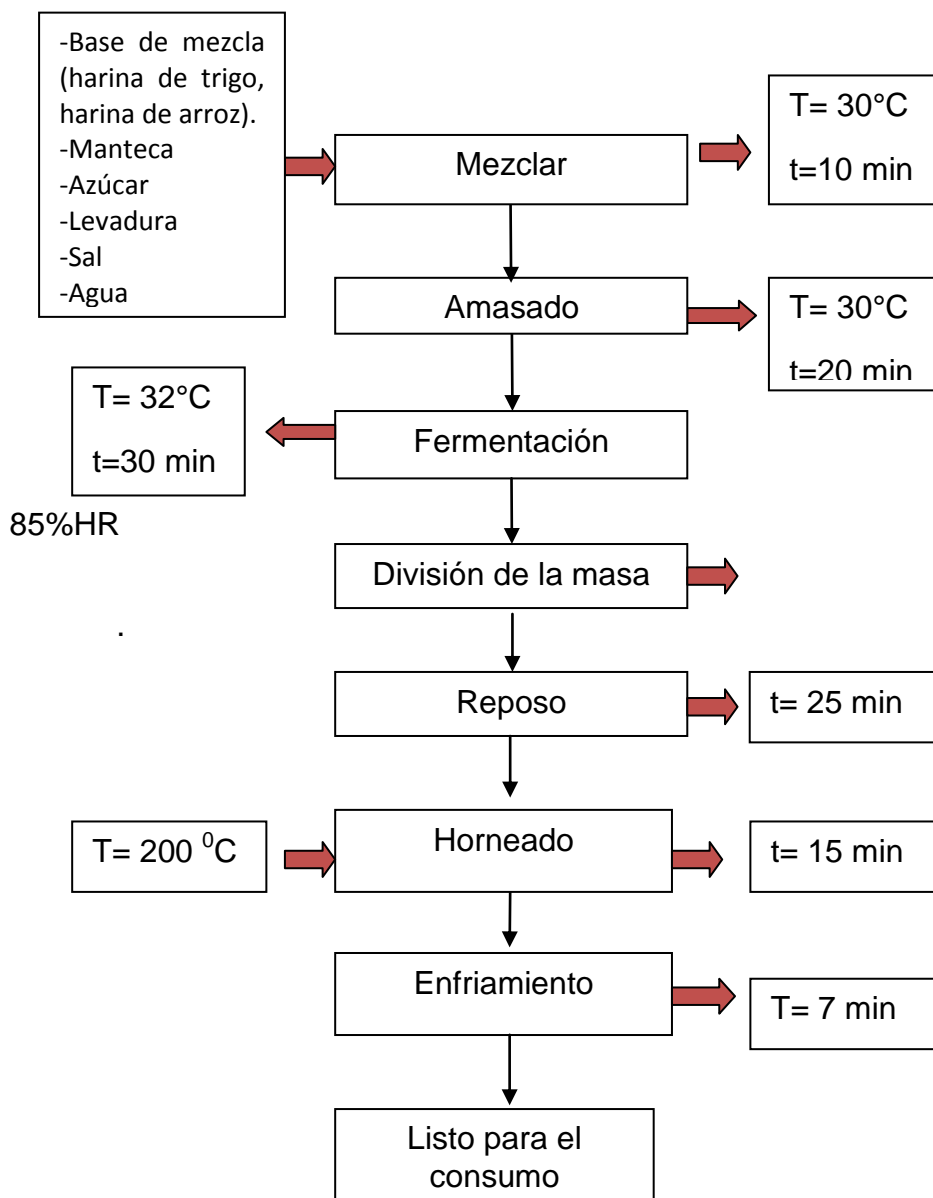 -Base de mezcla
(harina de trigo,
harina de arroz).
-Manteca
-Azúcar
-Levadura
-Sal
-Agua
Mezclar
T= 30°C
t=10 min
Amasado
T= 30°C
t=20 min
T= 32°C
t=30 min
85%HR
Fermentación
División de la masa
.
Reposo
t= 25 min
T= 200 ⁰C
Horneado
t= 15 min
Enfriamiento
T= 7 min
Listo para el
consumo